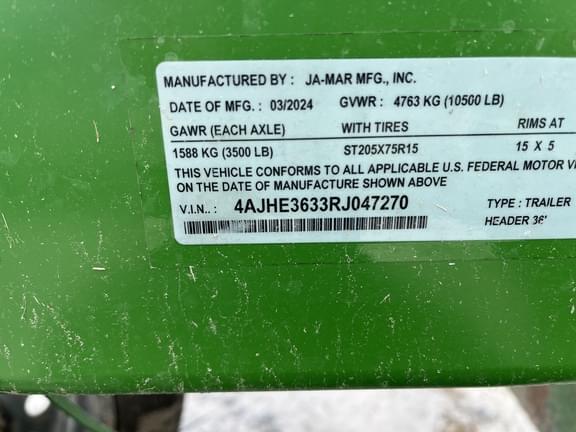 MANUFACTURED BY : JA-MAR MFG., INC.
DATE OF MFG. : 03/2024 GVWR : 4763 KG (10500 LB)
GAWR (EACH AXLE) WITH TIRES RIMS AT
1588 KG (3500 LB) ST205X75R15 15 X 5
THIS VEHICLE CONFORMS TO ALL APPLICABLE U.S. FEDERAL MOTOR
ON THE DATE OF MANUFACTURE SHOWN ABOVE
V.I.N.. : 4AJHE3633RJ047270 TYPE : TRAILER
HEADER 36'